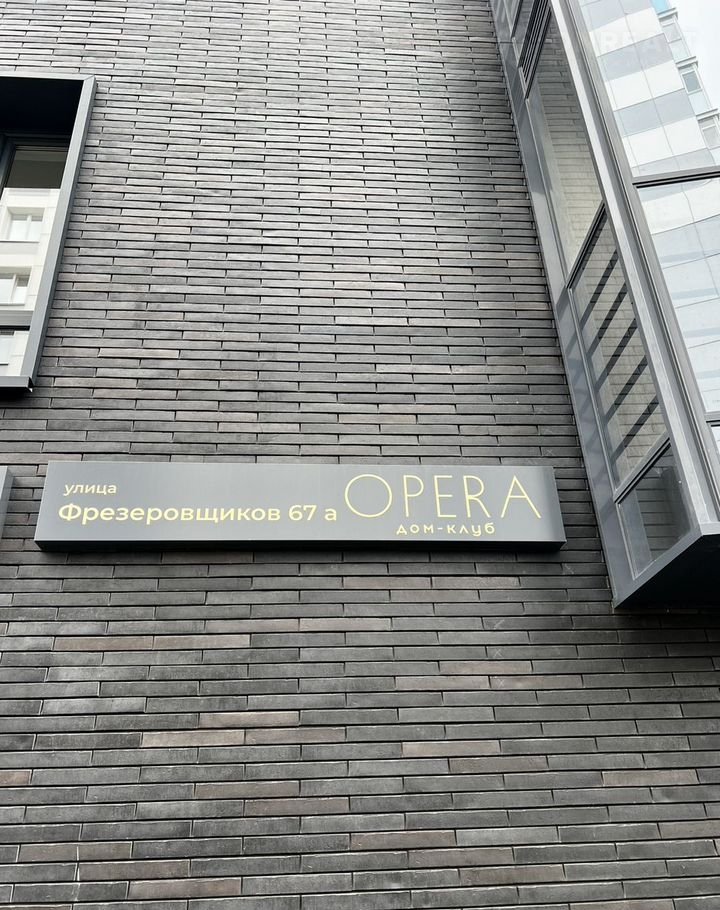 улица
Фрезеровщиков 67 а
OPERA
дом-клуб